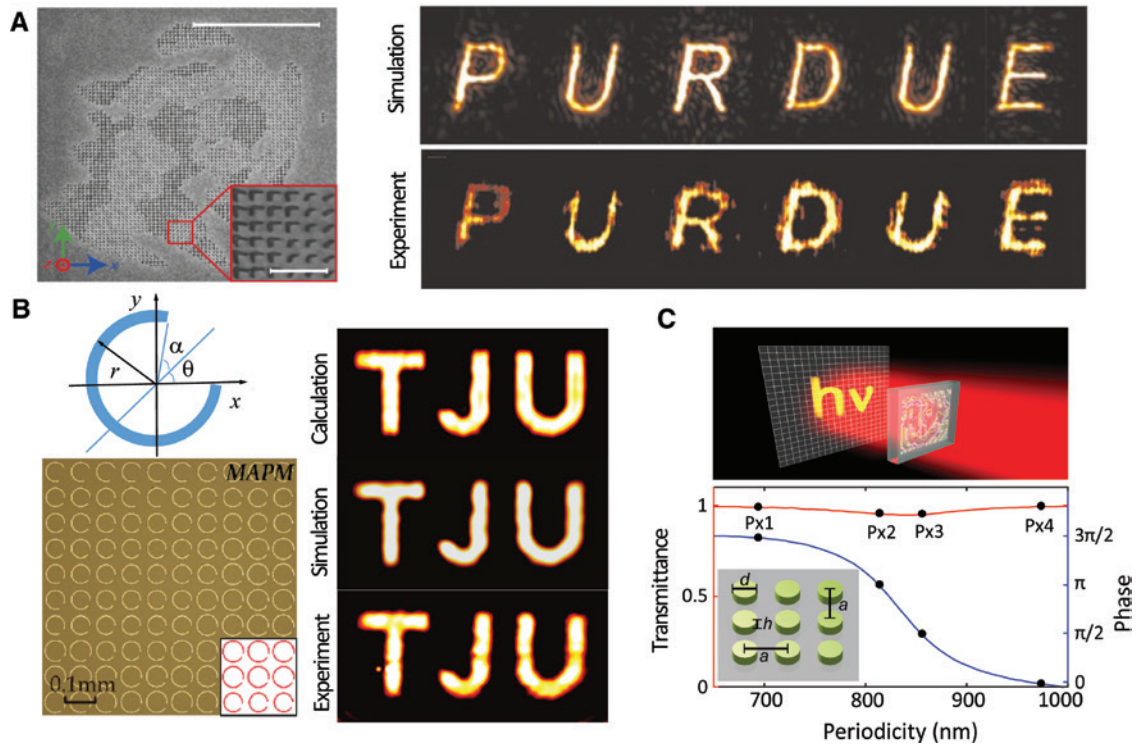 A
Simulation
PURDUE
Experiment
PURDUE
z
x
B
y
α
θ
r
x
MAPM
0.1mm
Calculation
TJU
Simulation
TJU
Experiment
TJU
C
hν
Transmittance
1
0.5
0
Px1
Px2
Px3
Px4
d
a
h
a
3π/2
π
π/2
0
Phase
700
800
900
1000
Periodicity (nm)